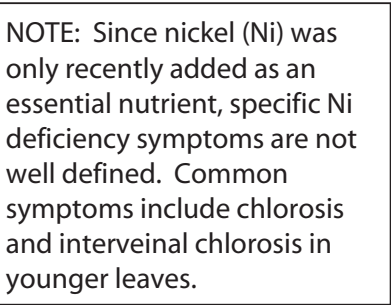 NOTE:  Since nickel (Ni) was
only recently added as an
essential nutrient, specific Ni
deficiency symptoms are not
well defined.  Common
symptoms include chlorosis
and interveinal chlorosis in
younger leaves.